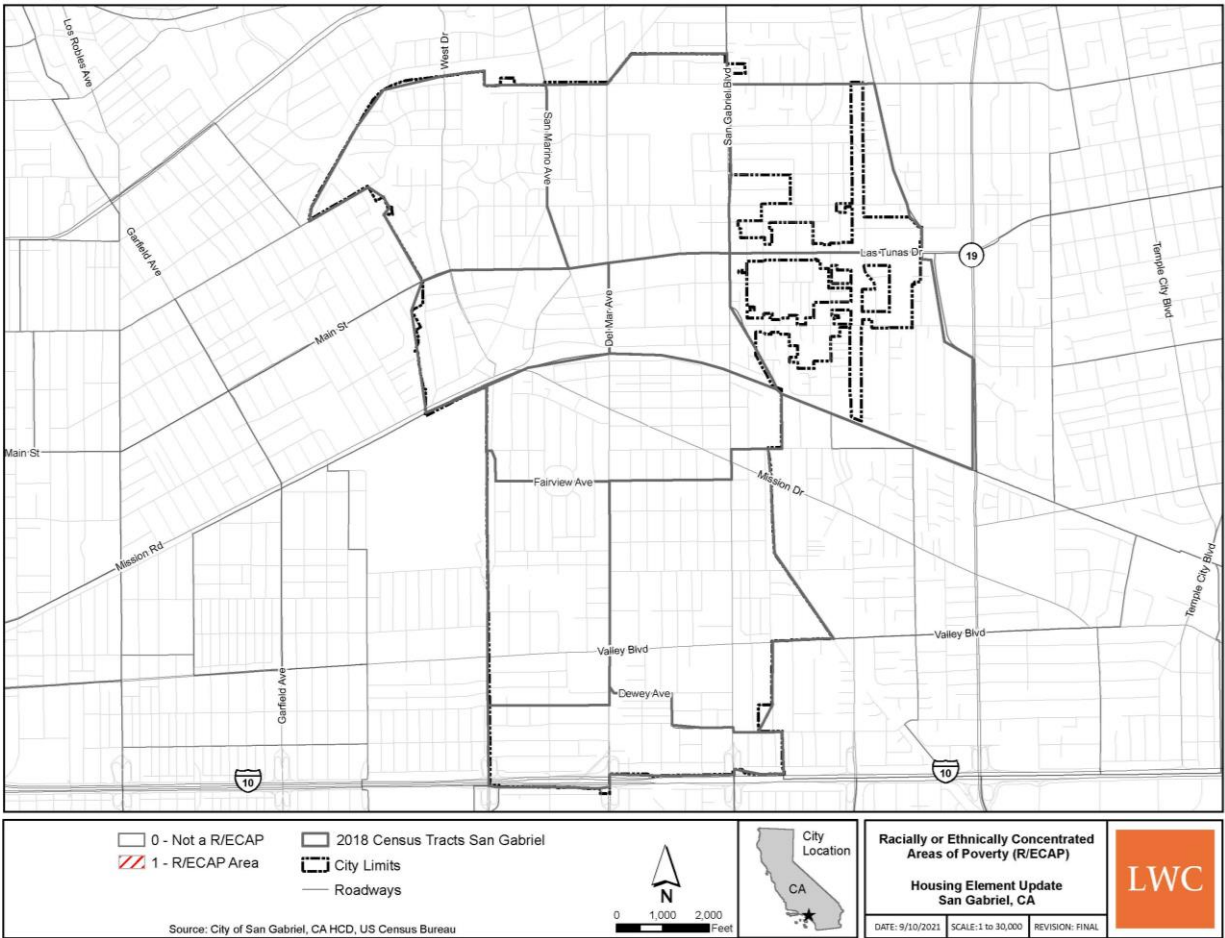 Los Robles Ave
West Dr
San Gabriel Blvd
San Marino Ave
Garfield Ave
Las Tunas Dr
19
Temple City Blvd
Del Mar Ave
Main St
Main St
Fairview Ave
Mission Dr
Mission Rd
Temple City Blvd
Valley Blvd
Valley Blvd
Garfield Ave
Dewey Ave
10
10
0 - Not a R/ECAP
1 - R/ECAP Area
2018 Census Tracts San Gabriel
City Limits
Roadways
Source: City of San Gabriel, CA HCD, US Census Bureau
N
0 1,000 2,000
Feet
City
Location
CA
Racially or Ethnically Concentrated
Areas of Poverty (R/ECAP)
Housing Element Update
San Gabriel, CA
DATE: 9/10/2021 SCALE: 1 to 30,000 REVISION: FINAL
LWC